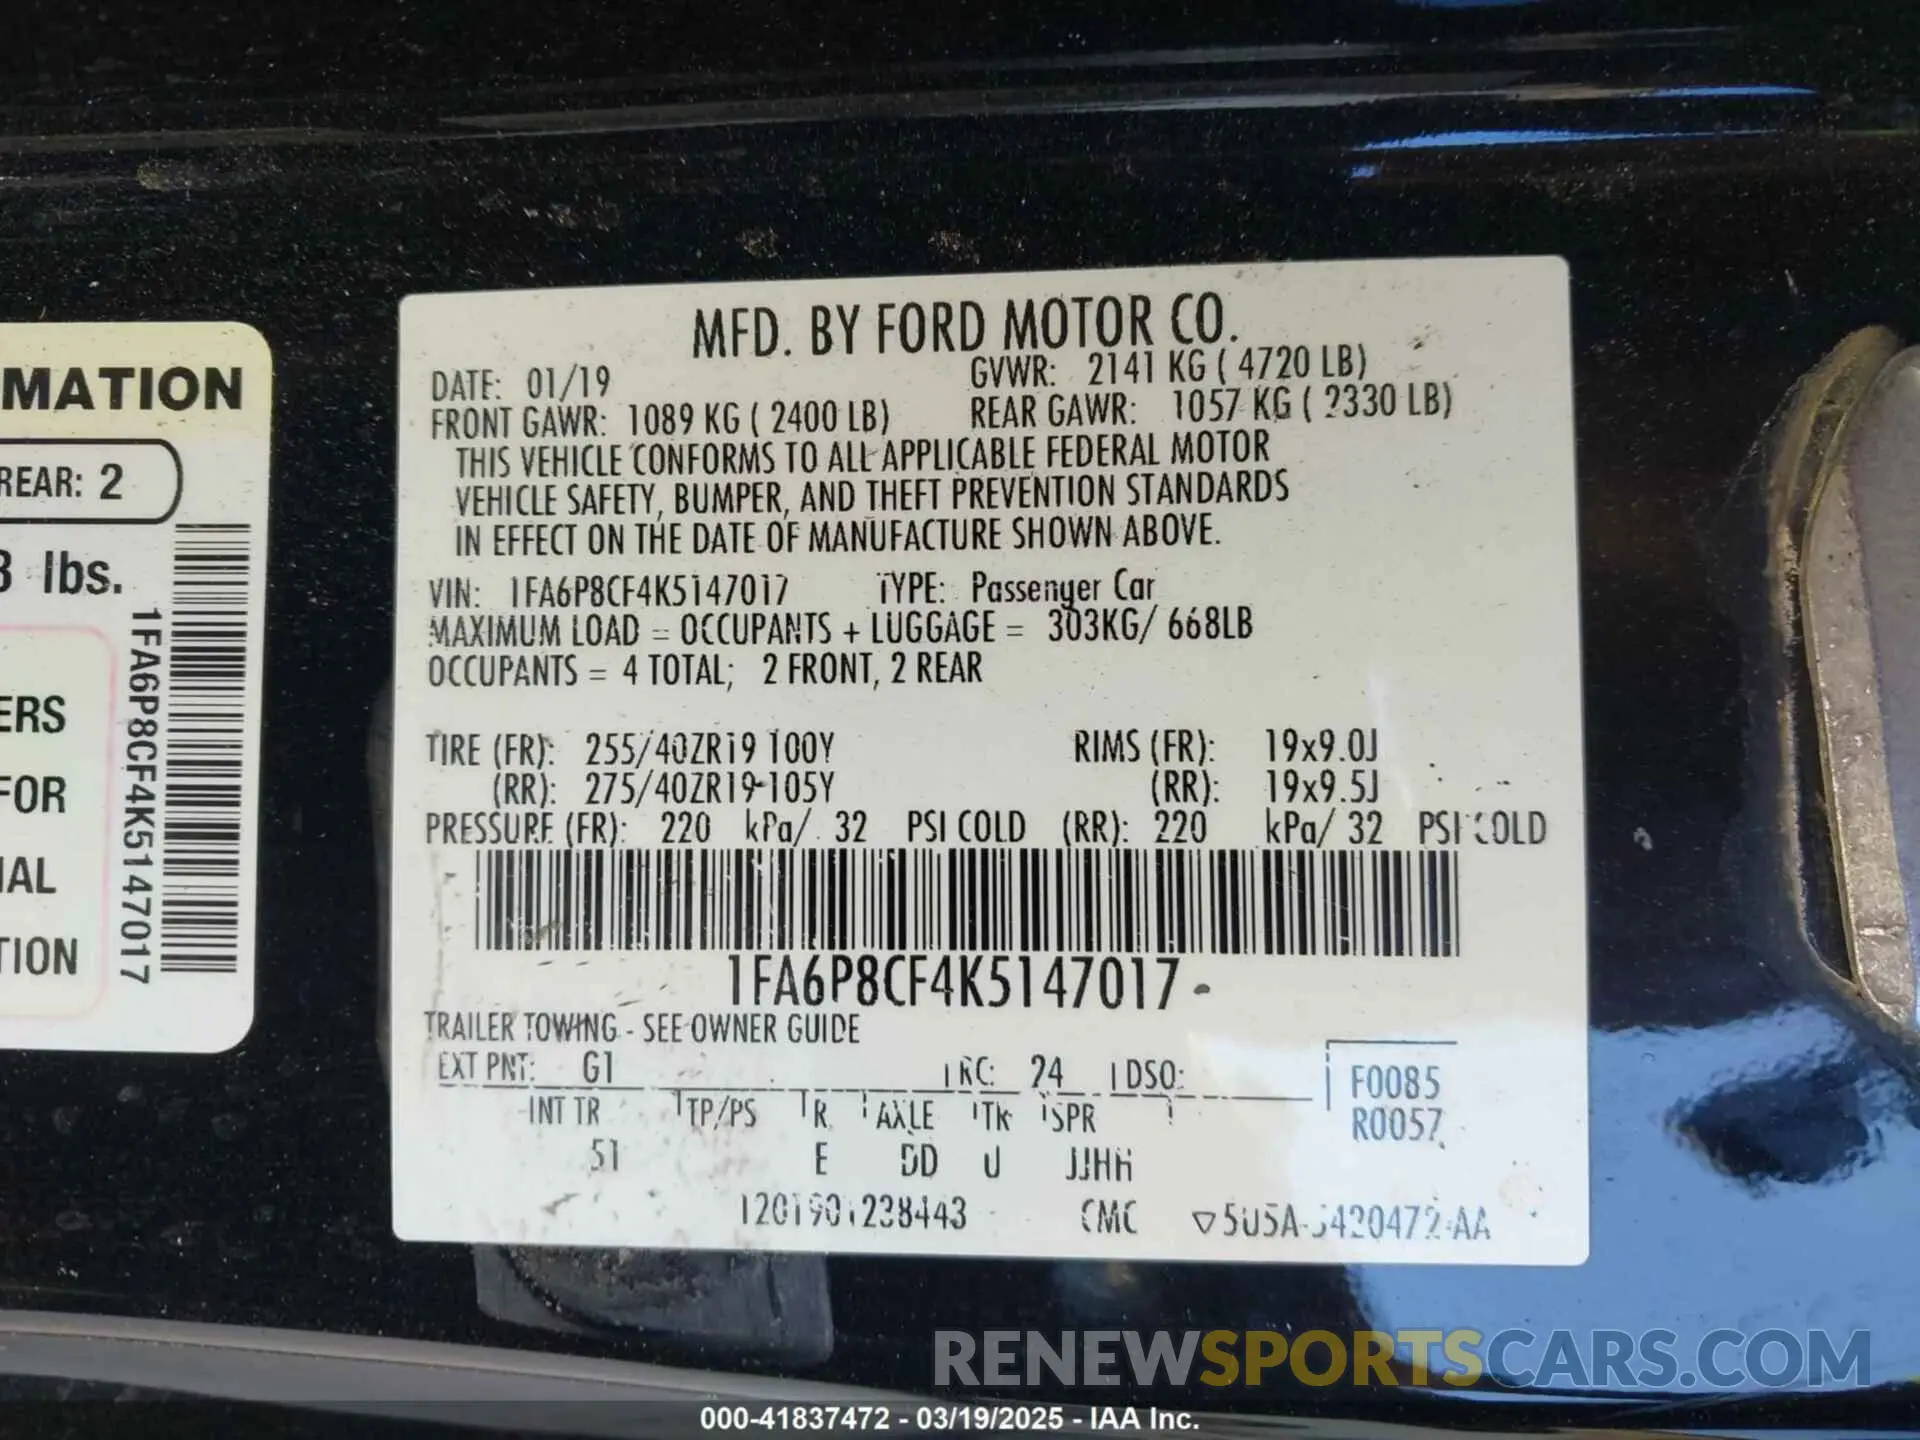 MATION
REAR: 2
3 lbs.
ERS
FOR
IAL
TION
1FA6P8CF4K5147017
MFD. BY FORD MOTOR CO.
DATE: 01/19 GVWR: 2141 KG ( 4720 LB)
FRONT GAWR: 1089 KG ( 2400 LB) REAR GAWR: 1057 KG ( 2330 LB)
THIS VEHICLE CONFORMS TO ALL APPLICABLE FEDERAL MOTOR
VEHICLE SAFETY, BUMPER, AND THEFT PREVENTION STANDARDS
IN EFFECT ON THE DATE OF MANUFACTURE SHOWN ABOVE.
VIN: 1FA6P8CF4K5147017 TYPE: Passenger Car
MAXIMUM LOAD = OCCUPANTS + LUGGAGE = 303KG/ 668LB
OCCUPANTS = 4 TOTAL; 2 FRONT, 2 REAR
TIRE (FR): 255/40ZR19 100Y RIMS (FR): 19x9.0J
(RR): 275/40ZR19 105Y (RR): 19x9.5J
PRESSURE (FR): 220 kPa/ 32 PSI COLD (RR): 220 kPa/ 32 PSI COLD
1FA6P8CF4K5147017
TRAILER TOWING - SEE OWNER GUIDE
EXT PNT: G1 RC: 24 DSO: F0085
INT TR TP/PS R AXLE TR SPR R0057
51 E DD U JJHH
1201901238443 CMC ▽5U5A-5420472-AA
RENEWSPORTSCARS.COM
000-41837472 - 03/19/2025 - IAA Inc.